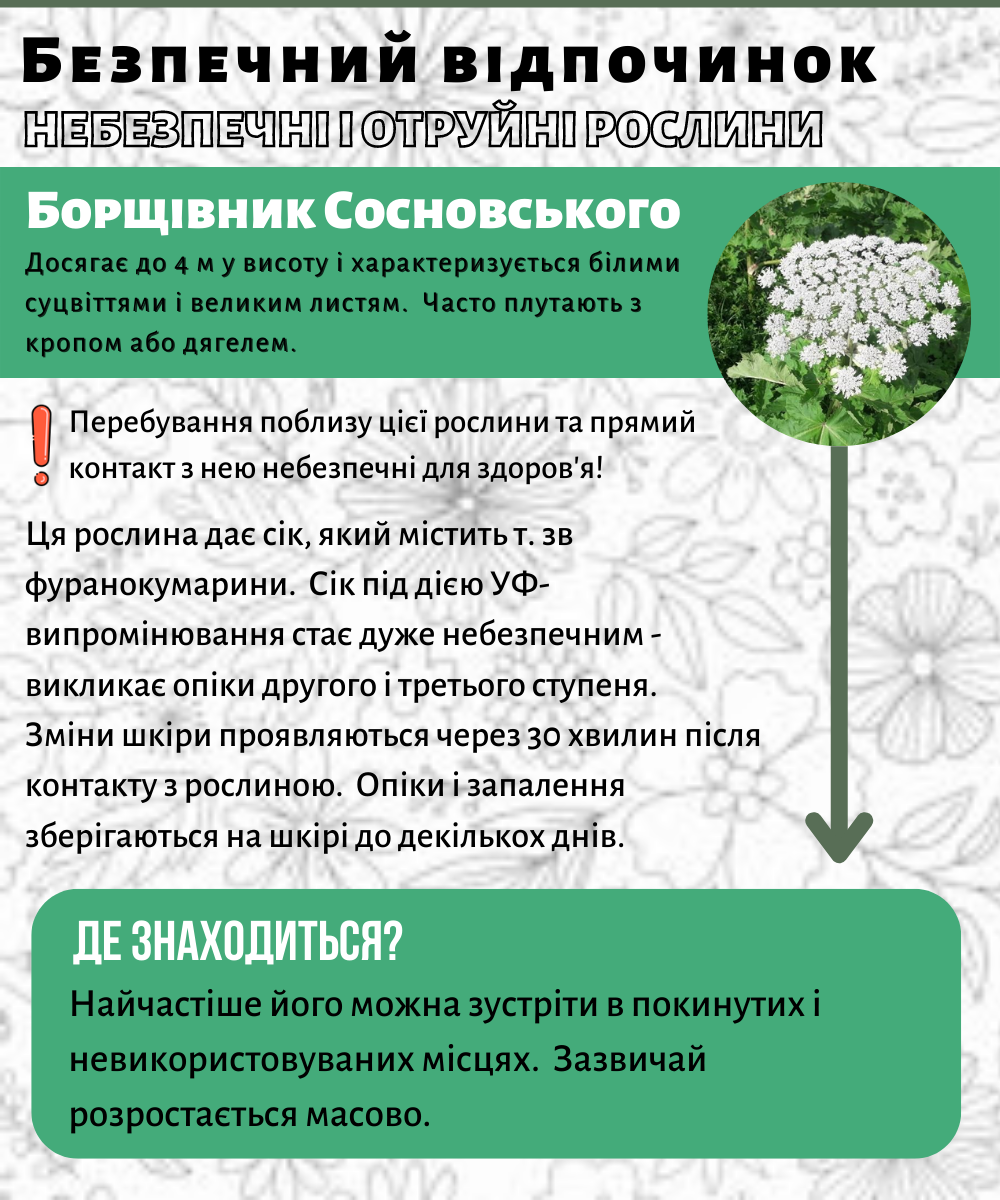 Безпечний відпочинок
НЕБЕЗПЕЧНІ І ОТРУЙНІ РОСЛИНИ
Борщівник Сосновського
Досягає до 4 м у висоту і характеризується білими
суцвіттями і великим листям. Часто плутають з
кропом або дягелем.
Перебування поблизу цієї рослини та прямий
контакт з нею небезпечні для здоров'я!
Ця рослина дає сік, який містить т. зв
фуранокумарини. Сік під дією УФ-
випромінювання стає дуже небезпечним -
викликає опіки другого і третього ступеня.
Зміни шкіри проявляються через 30 хвилин після
контакту з рослиною. Опіки і запалення
зберігаються на шкірі до декількох днів.
ДЕ ЗНАХОДИТЬСЯ?
Найчастіше його можна зустріти в покинутих і
невикористовуваних місцях. Зазвичай
розростається масово.